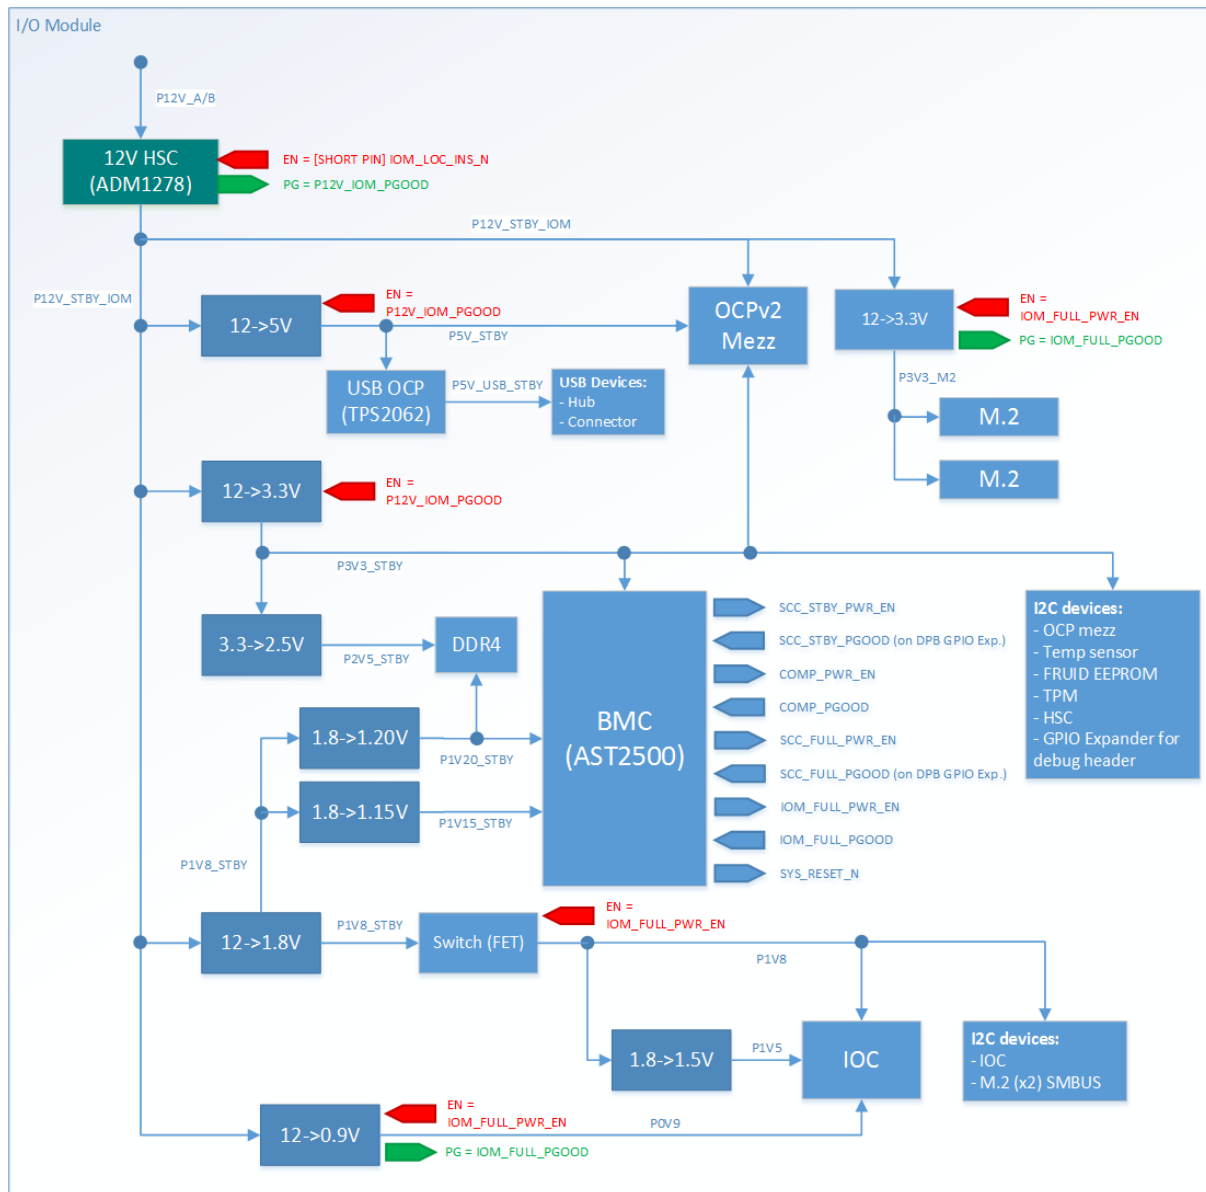 I/O Module
P12V_A/B
12V HSC
(ADM1278)
EN = [SHORT PIN] IOM_LOC_INS_N
PG = P12V_IOM_PGOOD
P12V_STBY_IOM
P12V_STBY_IOM
12->5V
EN =
P12V_IOM_PGOOD
P5V_STBY
OCPv2
Mezz
12->3.3V
EN =
IOM_FULL_PWR_EN
PG = IOM_FULL_PGOOD
USB OCP
(TPS2062)
P5V_USB_STBY
USB Devices:
- Hub
- Connector
P3V3_M2
M.2
M.2
12->3.3V
EN =
P12V_IOM_PGOOD
P3V3_STBY
3.3->2.5V
P2V5_STBY
DDR4
BMC
(AST2500)
SCC_STBY_PWR_EN
SCC_STBY_PGOOD (on DPB GPIO Exp.)
COMP_PWR_EN
COMP_PGOOD
SCC_FULL_PWR_EN
SCC_FULL_PGOOD (on DPB GPIO Exp.)
IOM_FULL_PWR_EN
IOM_FULL_PGOOD
SYS_RESET_N
I2C devices:
- OCP mezz
- Temp sensor
- FRUID EEPROM
- TPM
- HSC
- GPIO Expander for
debug header
1.8->1.20V
P1V20_STBY
1.8->1.15V
P1V15_STBY
P1V8_STBY
12->1.8V
P1V8_STBY
Switch (FET)
EN =
IOM_FULL_PWR_EN
P1V8
1.8->1.5V
P1V5
IOC
I2C devices:
- IOC
- M.2 (x2) SMBUS
12->0.9V
EN =
IOM_FULL_PWR_EN
PG = IOM_FULL_PGOOD
P0V9